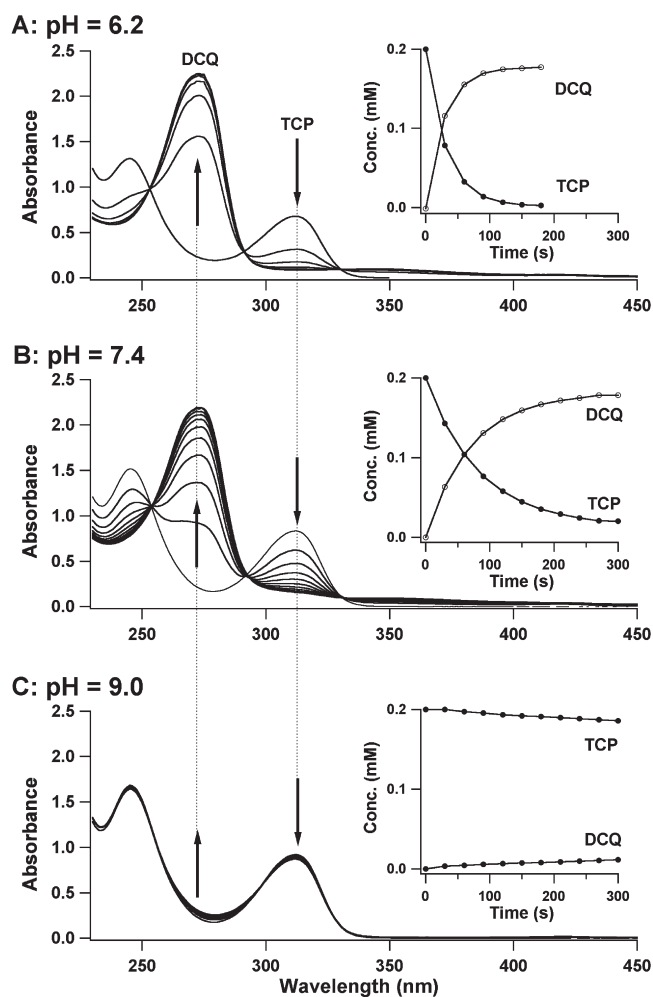 A: pH = 6.2
Absorbance
2.5
2.0
1.5
1.0
0.5
0.0
DCQ
TCP
250
300
350
400
450
Conc. (mM)
0.2
0.1
0.0
DCQ
TCP
0
100
200
300
Time (s)
B: pH = 7.4
Absorbance
2.5
2.0
1.5
1.0
0.5
0.0
250
300
350
400
450
Conc. (mM)
0.2
0.1
0.0
DCQ
TCP
0
100
200
300
Time (s)
C: pH = 9.0
Absorbance
2.5
2.0
1.5
1.0
0.5
0.0
250
300
350
400
450
Wavelength (nm)
Conc. (mM)
0.2
0.1
0.0
TCP
DCQ
0
100
200
300
Time (s)